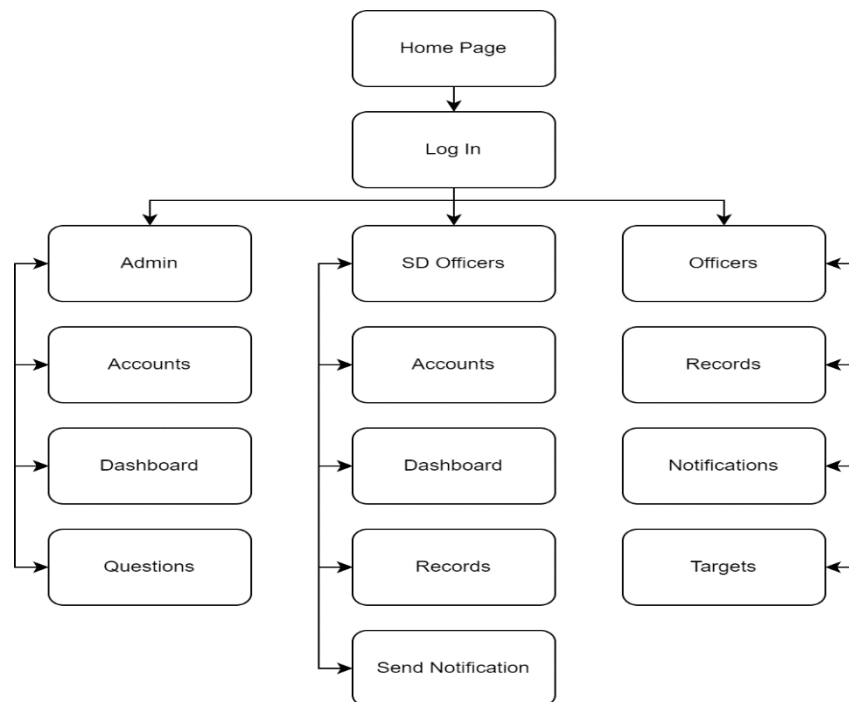 Home Page
Log In
Admin
SD Officers
Officers
Accounts
Accounts
Records
Dashboard
Dashboard
Notifications
Questions
Records
Targets
Send Notification